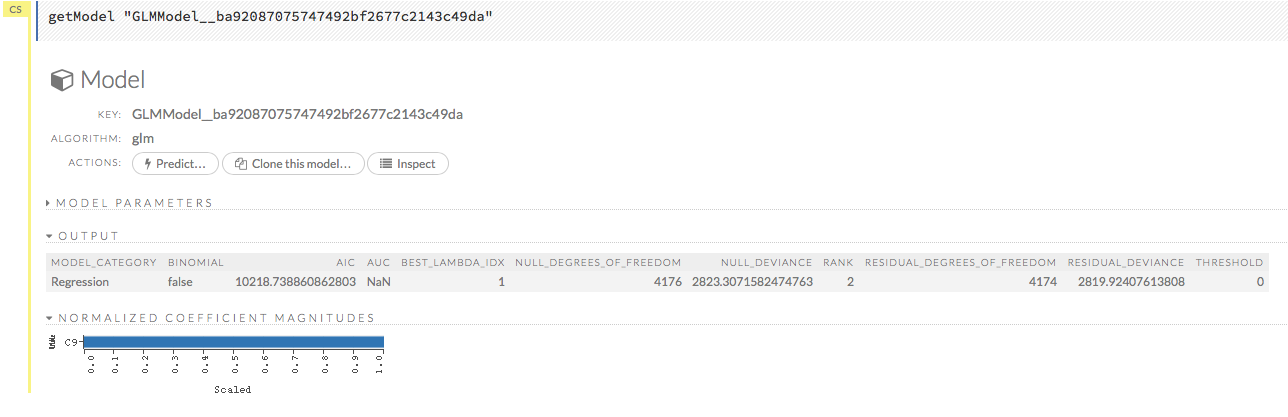 CS
getModel "GLMModel__ba92087075747492bf2677c2143c49da"
Model
KEY: GLMModel__ba92087075747492bf2677c2143c49da
ALGORITHM: glm
ACTIONS: Predict... Clone this model... Inspect
MODEL PARAMETERS
OUTPUT
MODEL_CATEGORY BINOMIAL AIC AUC BEST_LAMBDA_IDX NULL_DEGREES_OF_FREEDOM NULL_DEVIANCE RANK RESIDUAL_DEGREES_OF_FREEDOM RESIDUAL_DEVIANCE THRESHOLD
Regression false 10218.738860862803 NaN 1 4176 2823.3071582474763 2 4174 2819.92407613808 0
NORMALIZED COEFFICIENT MAGNITUDES
C9
0.0 0.1 0.2 0.3 0.4 0.5 0.6 0.7 0.8 0.9 1.0
Scaled